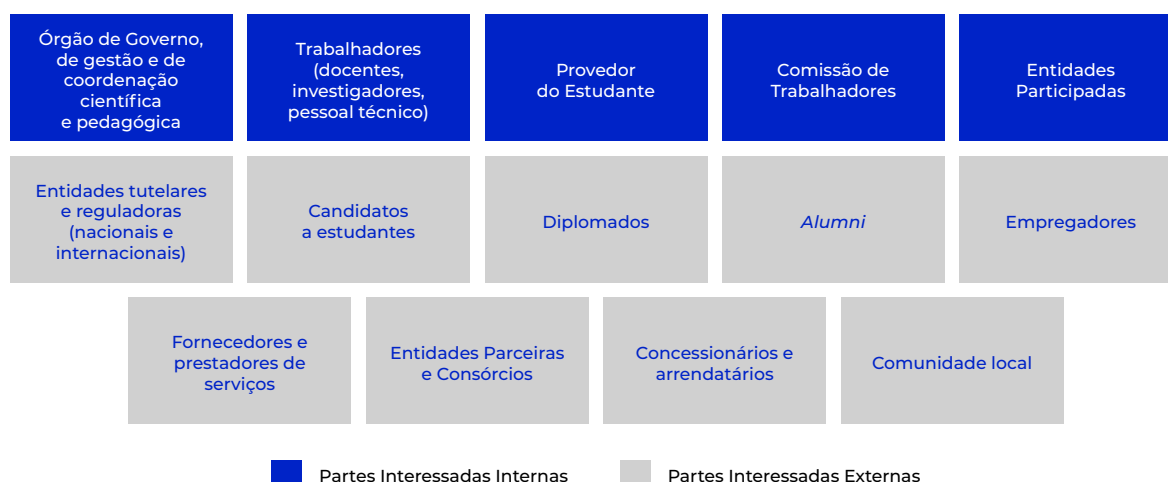 Órgão de Governo,
de gestão e de
coordenação
científica
e pedagógica
Trabalhadores
(docentes,
investigadores,
pessoal técnico)
Provedor
do Estudante
Comissão de
Trabalhadores
Entidades
Participadas
Entidades tutelares
e reguladoras
(nacionais e
internacionais)
Candidatos
a estudantes
Diplomados
Alumni
Empregadores
Fornecedores e
prestadores de
serviços
Entidades Parceiras
e Consórcios
Concessionários e
arrendatários
Comunidade local
Partes Interessadas Internas
Partes Interessadas Externas